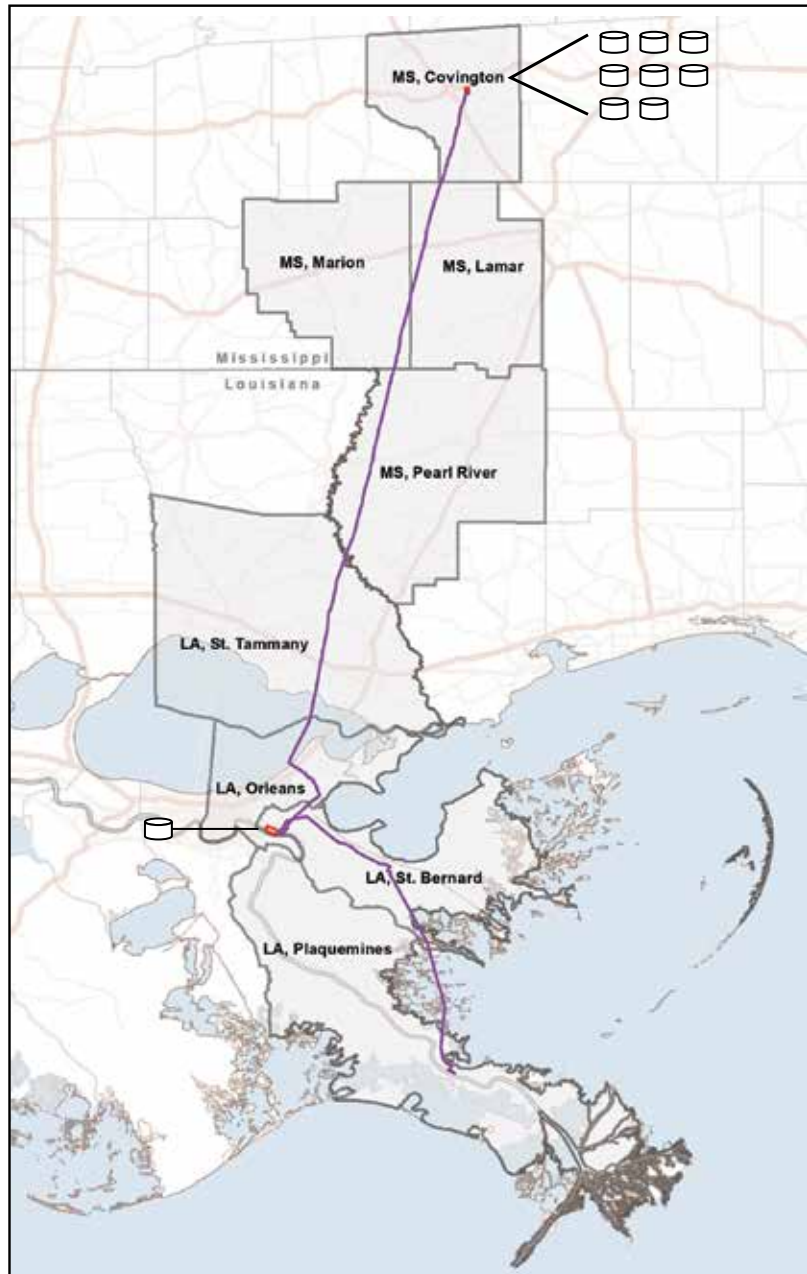 MS, Covington
MS, Marion
MS, Lamar
Mississippi
Louisiana
MS, Pearl River
LA, St. Tammany
LA, Orleans
LA, St. Bernard
LA, Plaquemines